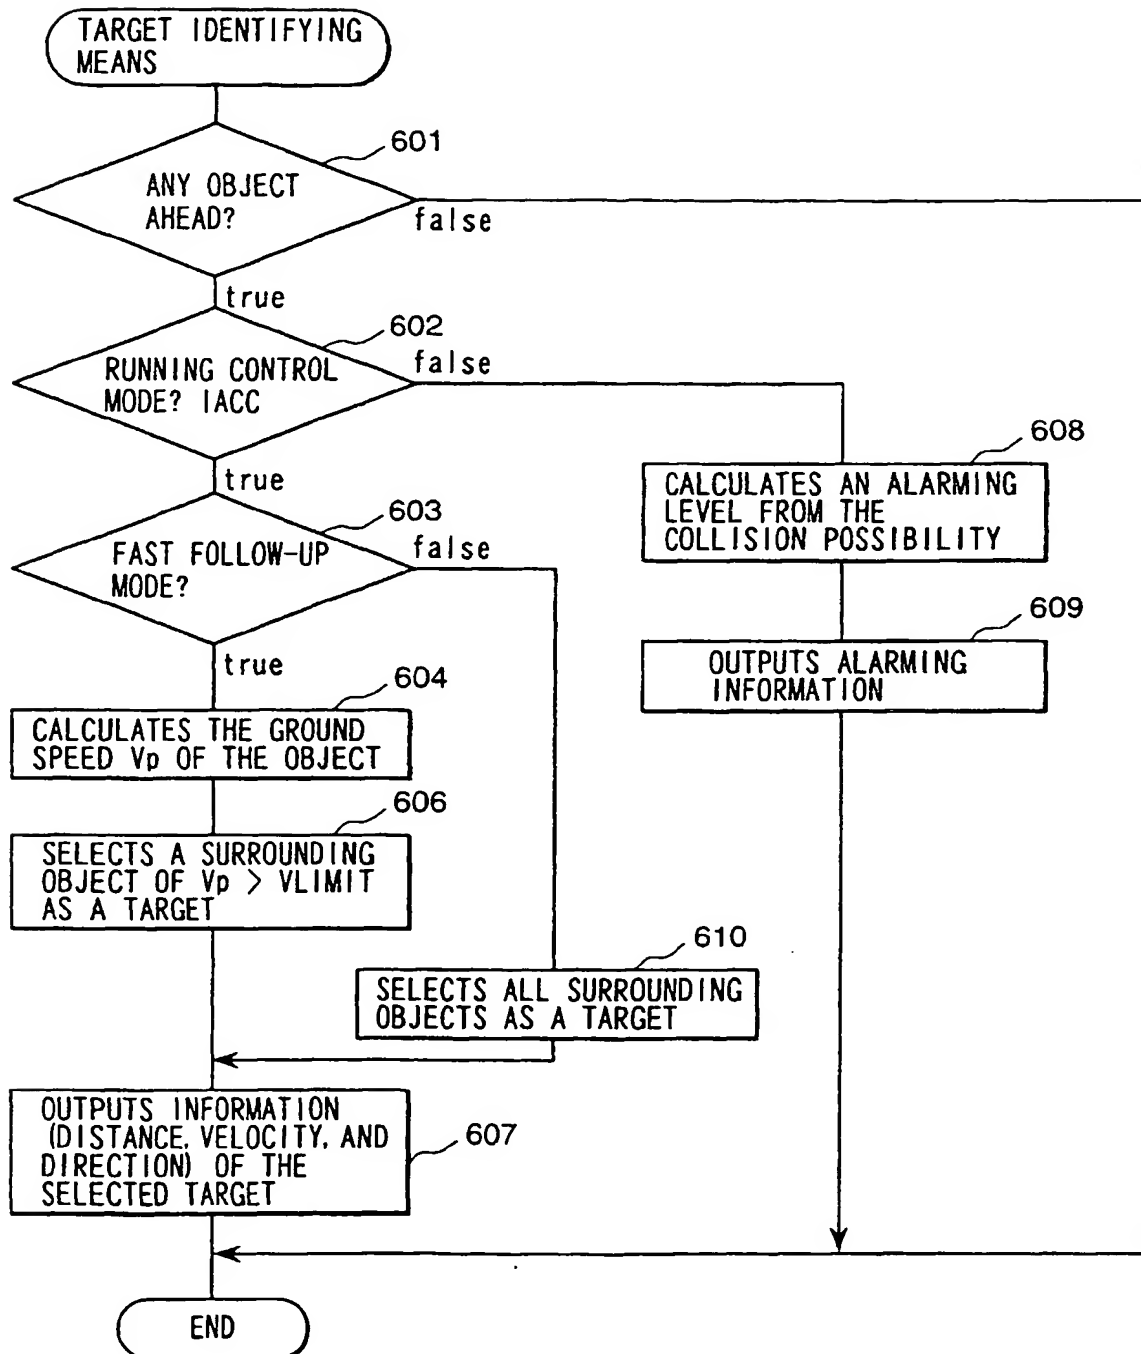 TARGET IDENTIFYING
MEANS
601
ANY OBJECT
AHEAD?
false
true
602
RUNNING CONTROL
MODE? IACC
false
true
603
FAST FOLLOW-UP
MODE?
false
true
608
CALCULATES AN ALARMING
LEVEL FROM THE
COLLISION POSSIBILITY
609
OUTPUTS ALARMING
INFORMATION
604
CALCULATES THE GROUND
SPEED Vp OF THE OBJECT
606
SELECTS A SURROUNDING
OBJECT OF Vp > VLIMIT
AS A TARGET
610
SELECTS ALL SURROUNDING
OBJECTS AS A TARGET
OUTPUTS INFORMATION
(DISTANCE, VELOCITY, AND
DIRECTION) OF THE
SELECTED TARGET
607
END